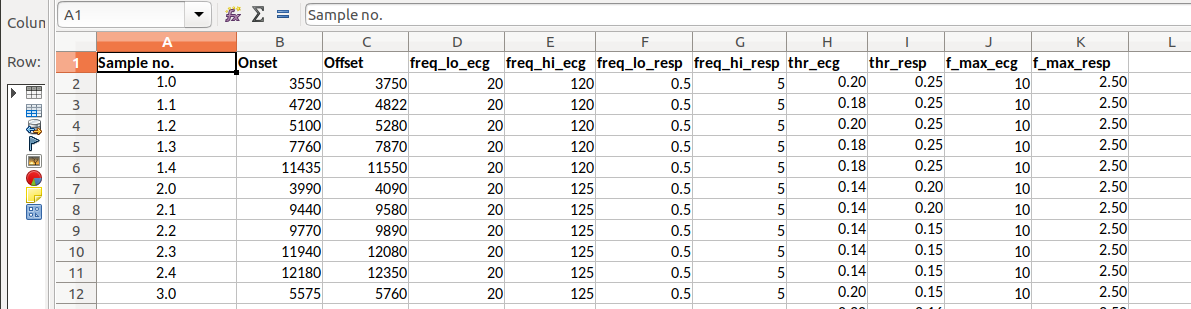 Colum A1 Sample no.
Row: A B C D E F G H I J K L
1 Sample no. Onset Offset freq_lo_ecg freq_hi_ecg freq_lo_resp freq_hi_resp thr_ecg thr_resp f_max_ecg f_max_resp
2 1.0 3550 3750 20 120 0.5 5 0.20 0.25 10 2.50
3 1.1 4720 4822 20 120 0.5 5 0.18 0.25 10 2.50
4 1.2 5100 5280 20 120 0.5 5 0.20 0.25 10 2.50
5 1.3 7760 7870 20 120 0.5 5 0.18 0.25 10 2.50
6 1.4 11435 11550 20 120 0.5 5 0.18 0.25 10 2.50
7 2.0 3990 4090 20 125 0.5 5 0.14 0.20 10 2.50
8 2.1 9440 9580 20 125 0.5 5 0.14 0.20 10 2.50
9 2.2 9770 9890 20 125 0.5 5 0.14 0.15 10 2.50
10 2.3 11940 12080 20 125 0.5 5 0.14 0.15 10 2.50
11 2.4 12180 12350 20 125 0.5 5 0.14 0.15 10 2.50
12 3.0 5575 5760 20 125 0.5 5 0.20 0.15 10 2.50